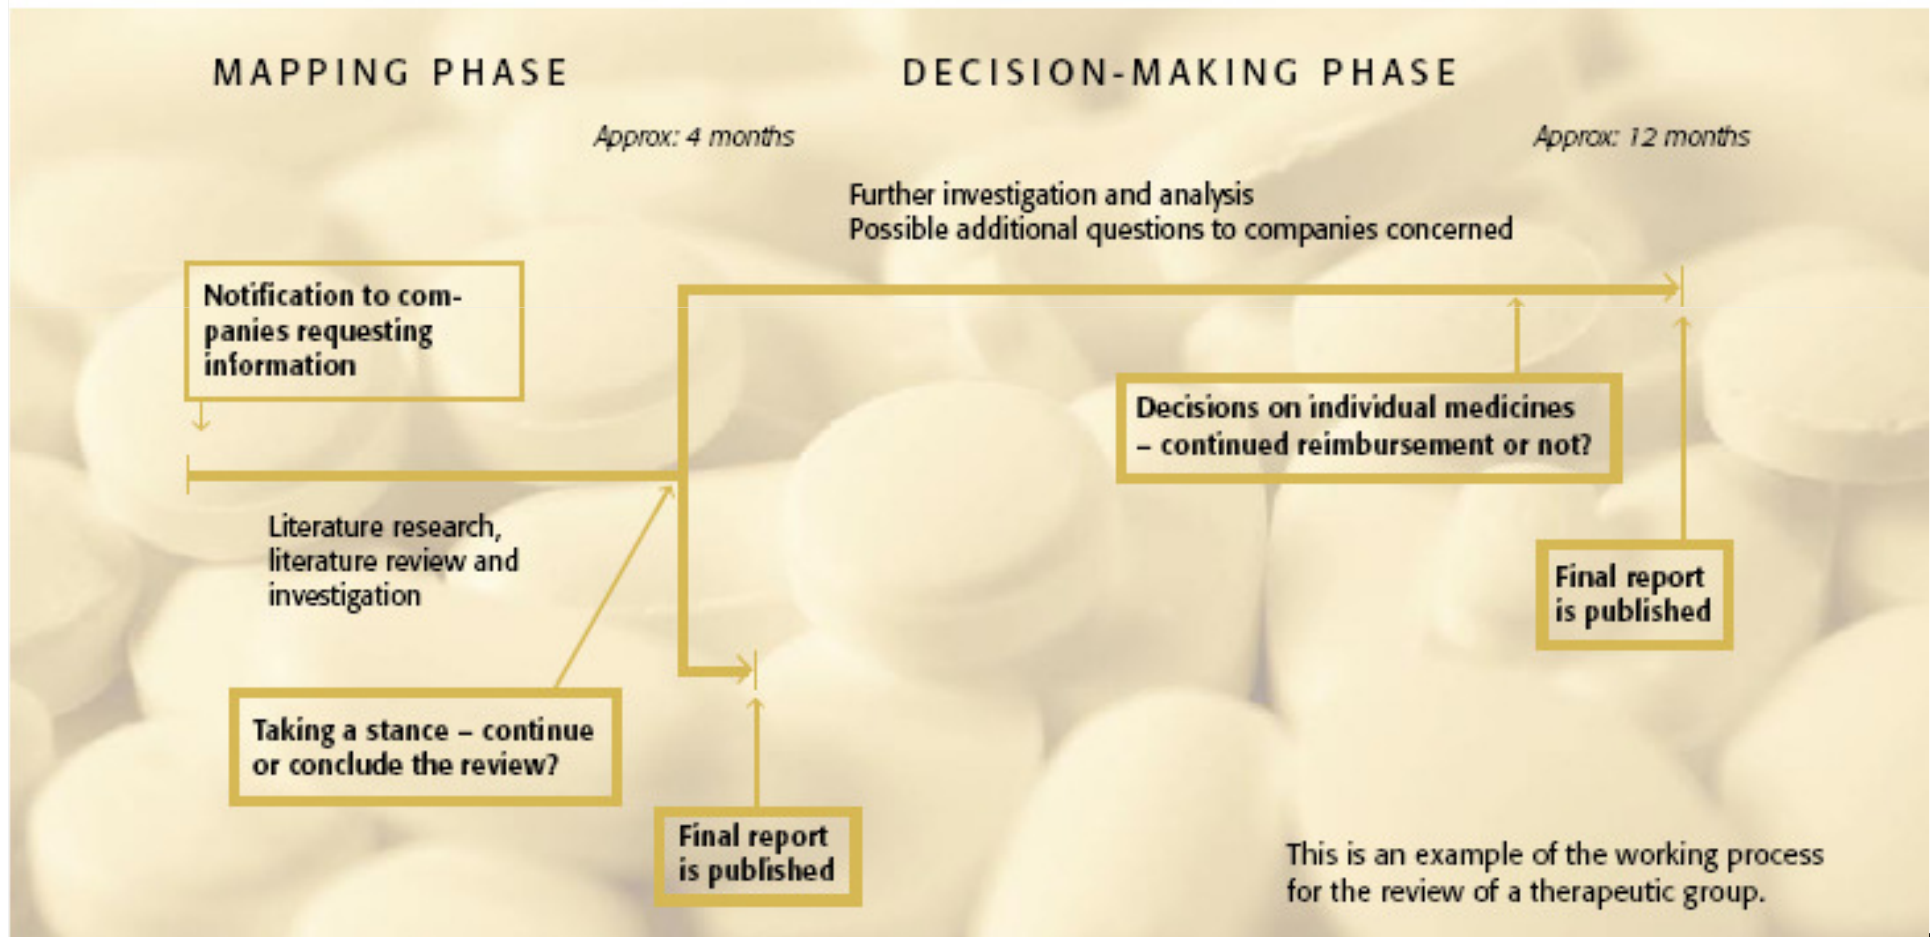 MAPPING PHASE
DECISION-MAKING PHASE
Approx: 4 months
Approx: 12 months
Further investigation and analysis
Possible additional questions to companies concerned
Notification to com-
panies requesting
information
Decisions on individual medicines
– continued reimbursement or not?
Literature research,
literature review and
investigation
Final report
is published
Taking a stance – continue
or conclude the review?
Final report
is published
This is an example of the working process
for the review of a therapeutic group.